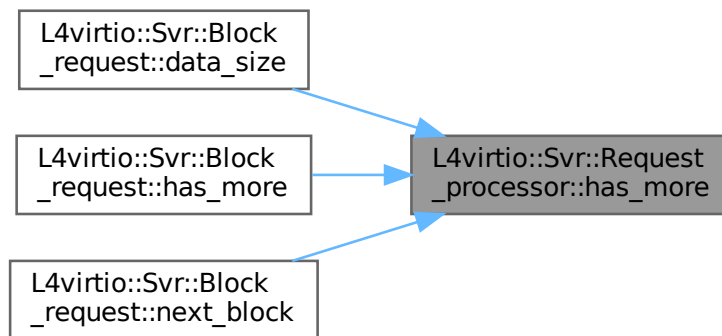 L4virtio::Svr::Block
_request::data_size
L4virtio::Svr::Block
_request::has_more
L4virtio::Svr::Request
_processor::has_more
L4virtio::Svr::Block
_request::next_block